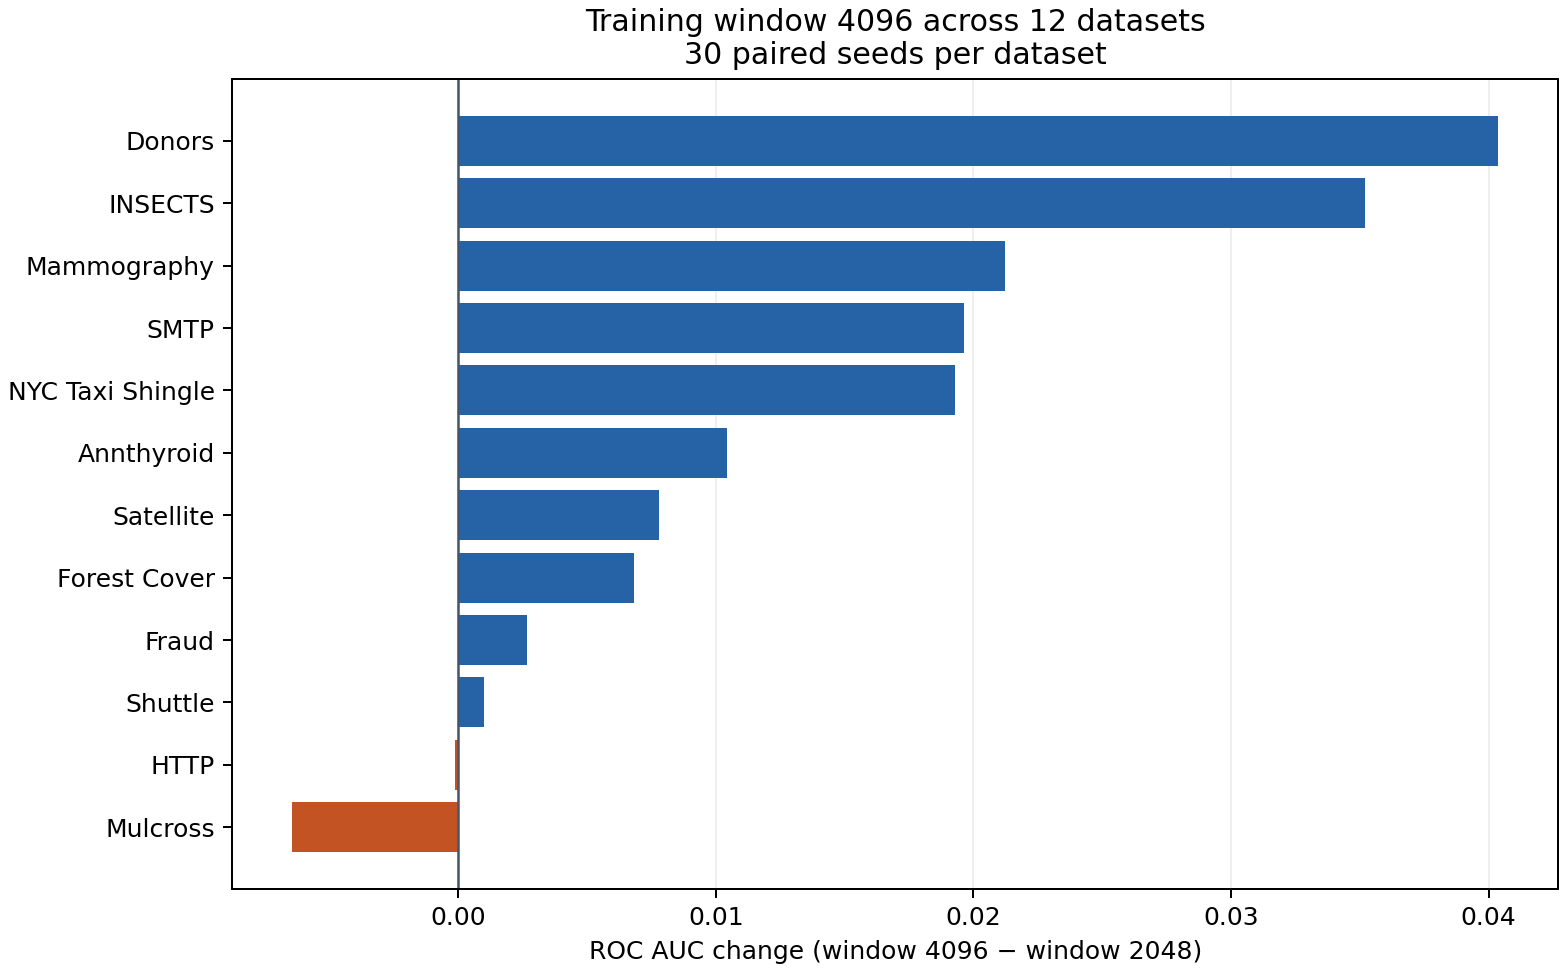 Training window 4096 across 12 datasets
30 paired seeds per dataset
Donors
INSECTS
Mammography
SMTP
NYC Taxi Shingle
Annthyroid
Satellite
Forest Cover
Fraud
Shuttle
HTTP
Mulcross
0.00 0.01 0.02 0.03 0.04
ROC AUC change (window 4096 − window 2048)